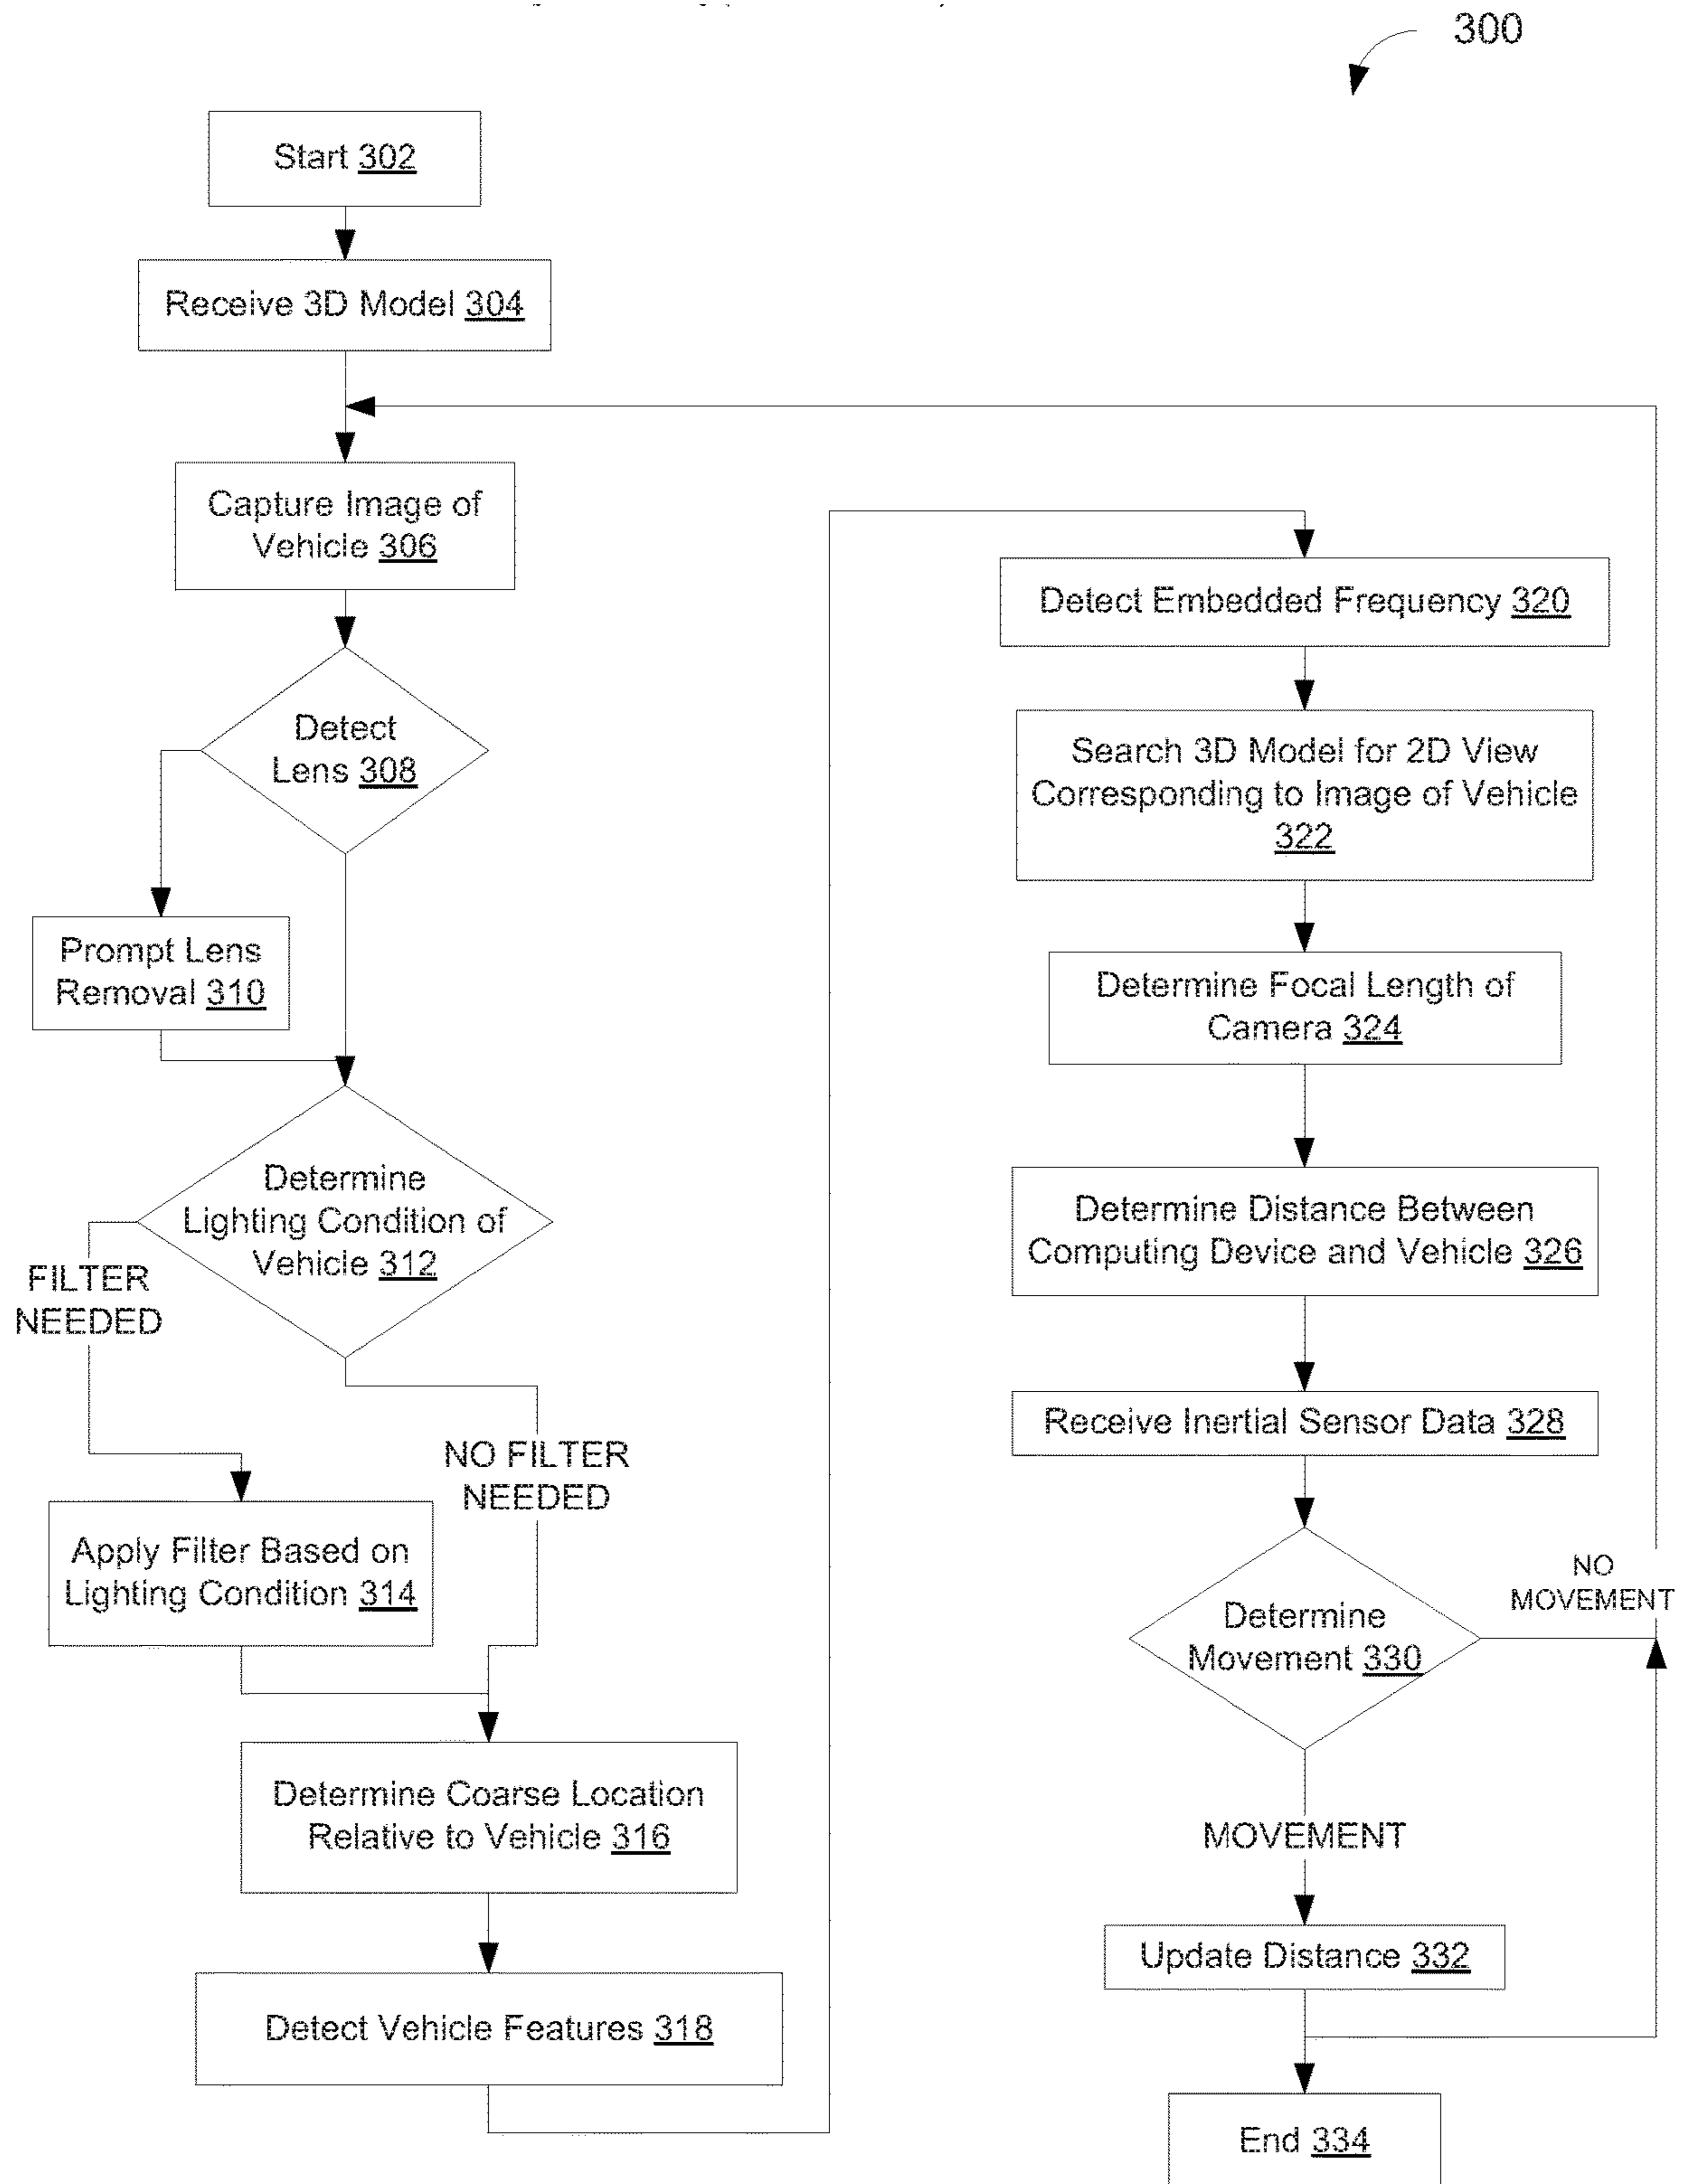 300
Start 302
Receive 3D Model 304
Capture Image of
Vehicle 306
Detect
Lens 308
Prompt Lens
Removal 310
Determine
Lighting Condition of
Vehicle 312
FILTER
NEEDED
NO FILTER
NEEDED
Apply Filter Based on
Lighting Condition 314
Determine Coarse Location
Relative to Vehicle 316
Detect Vehicle Features 318
Detect Embedded Frequency 320
Search 3D Model for 2D View
Corresponding to Image of Vehicle
322
Determine Focal Length of
Camera 324
Determine Distance Between
Computing Device and Vehicle 326
Receive Inertial Sensor Data 328
Determine
Movement 330
NO
MOVEMENT
MOVEMENT
Update Distance 332
End 334